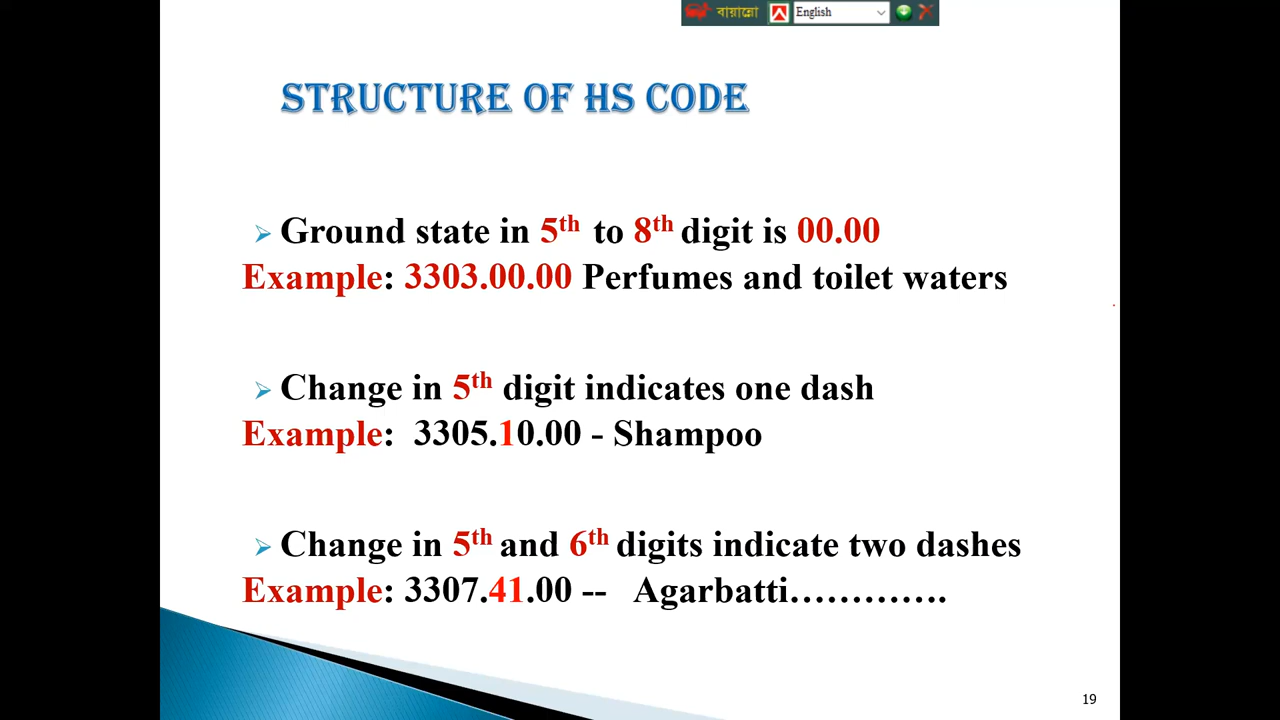 বায়ান্নো English
STRUCTURE OF HS CODE
Ground state in 5th to 8th digit is 00.00
Example: 3303.00.00 Perfumes and toilet waters
Change in 5th digit indicates one dash
Example: 3305.10.00 - Shampoo
Change in 5th and 6th digits indicate two dashes
Example: 3307.41.00 -- Agarbatti………….
19